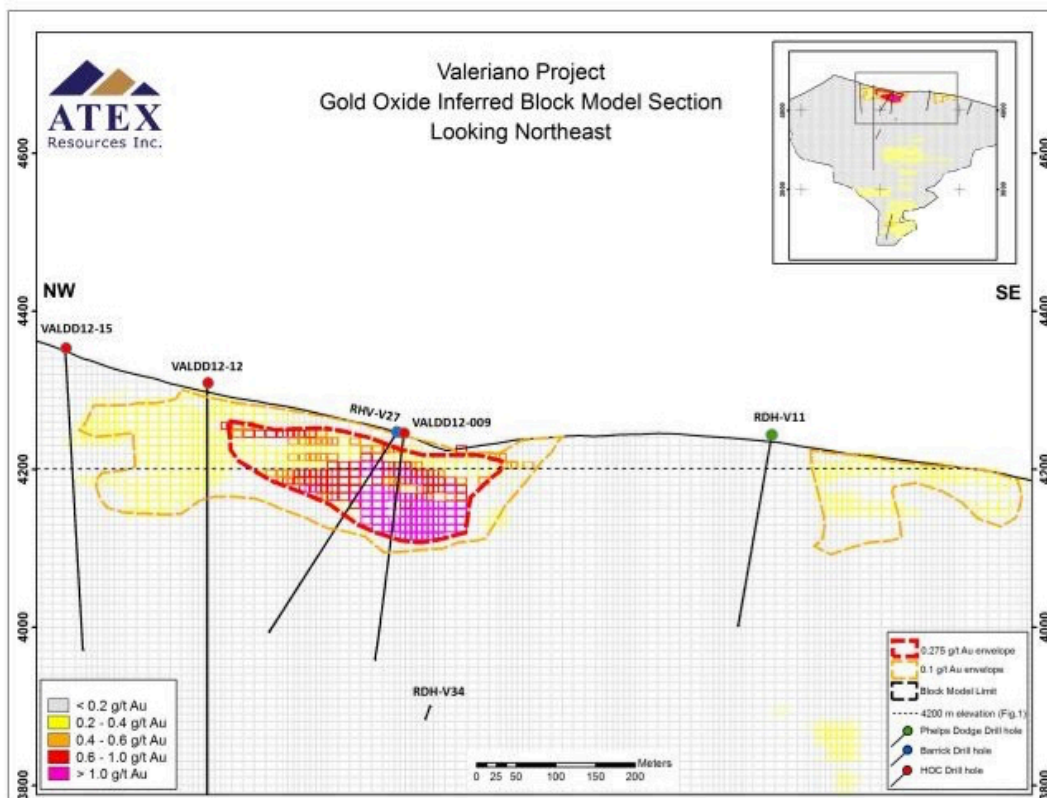 ATEX
Resources Inc.
Valeriano Project
Gold Oxide Inferred Block Model Section
Looking Northeast
4600
4600
4400
4400
NW
SE
VALDD12-15
VALDD12-12
RHV-V27
VALDD12-009
RDH-V11
4200
4200
4000
4000
RDH-V34
3800
3800
< 0.2 g/t Au
0.2 - 0.4 g/t Au
0.4 - 0.6 g/t Au
0.6 - 1.0 g/t Au
> 1.0 g/t Au
0 25 50 100 150 200
Meters
0.275 g/t Au envelope
0.1 g/t Au envelope
Block Model Limit
4200 m elevation (Fig.1)
Phelps Dodge Drill hole
Barrick Drill hole
HOC Drill hole